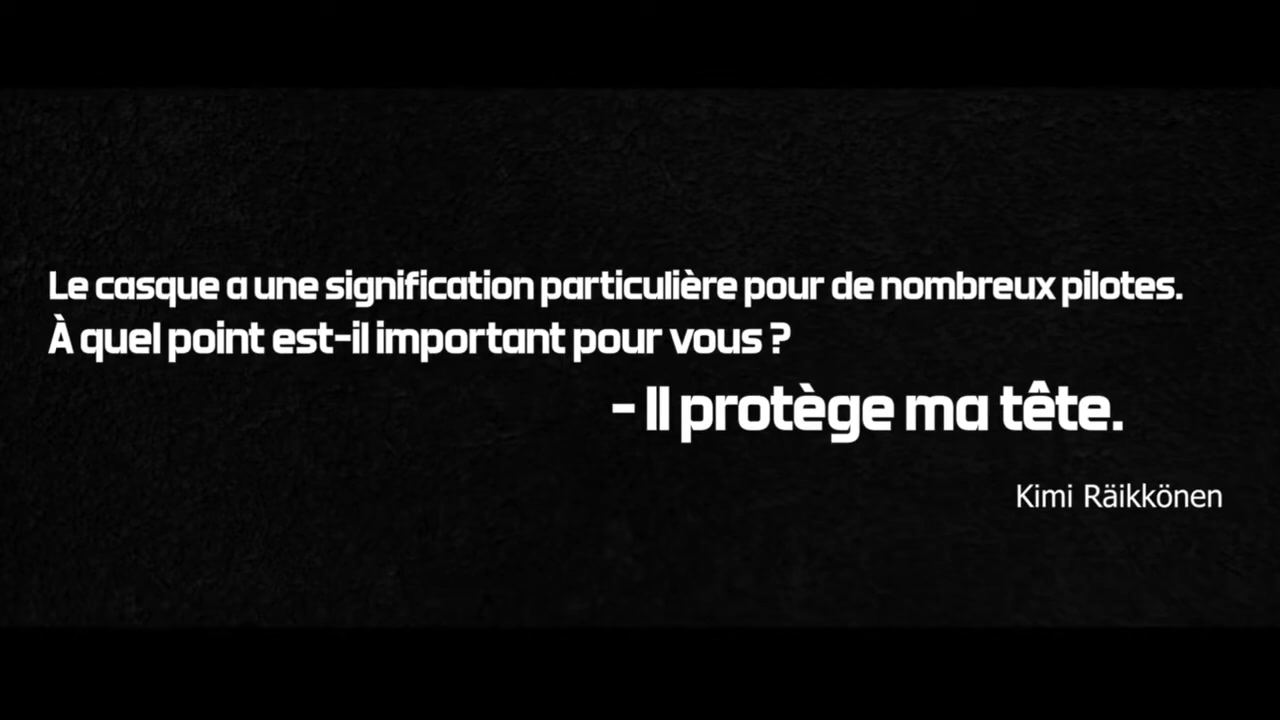 Le casque a une signification particulière pour de nombreux pilotes.
À quel point est-il important pour vous ?
- Il protège ma tête.
Kimi Räikkönen